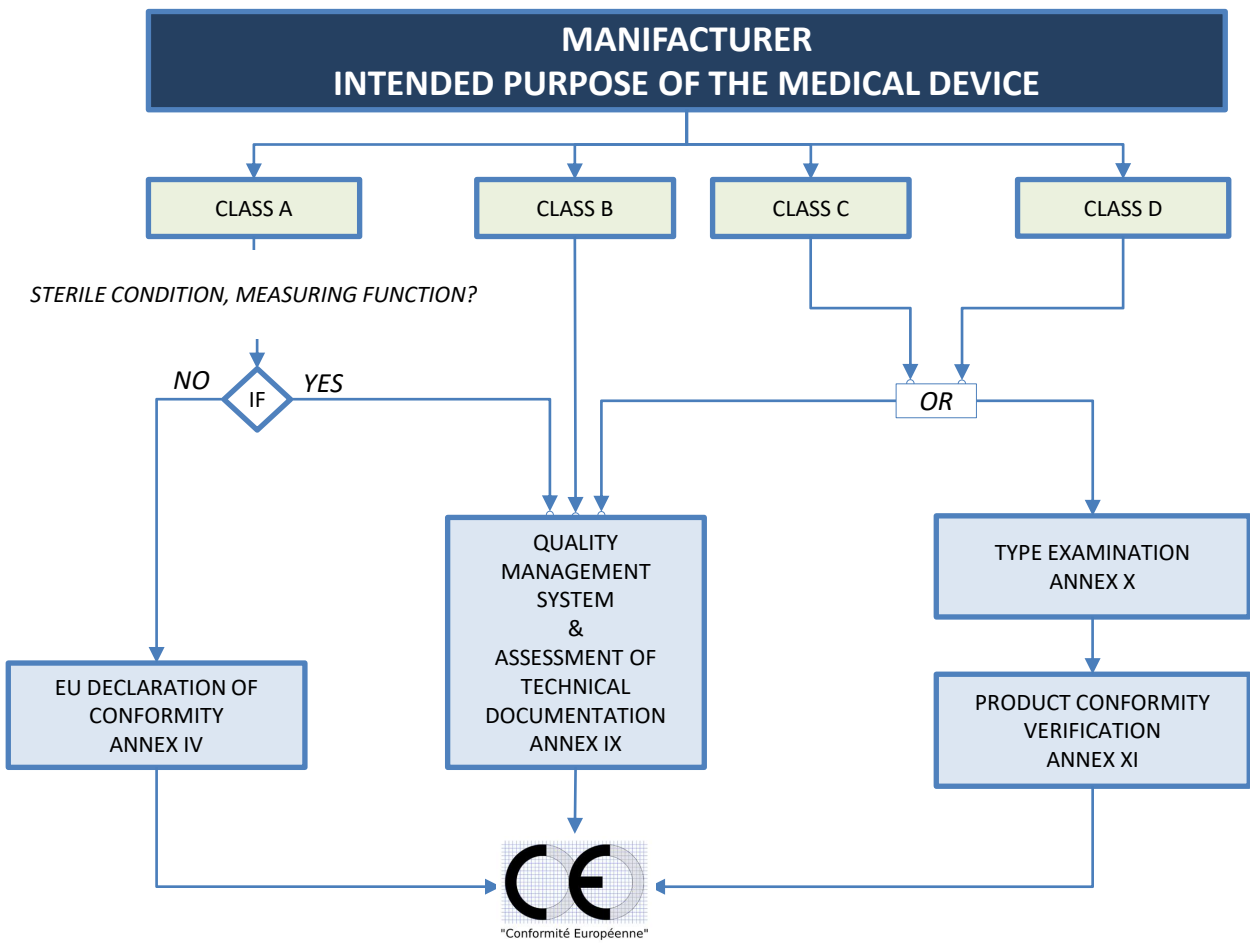 MANIFACTURER
INTENDED PURPOSE OF THE MEDICAL DEVICE
CLASS A
CLASS B
CLASS C
CLASS D
STERILE CONDITION, MEASURING FUNCTION?
NO
IF
YES
OR
QUALITY
MANAGEMENT
SYSTEM
&
ASSESSMENT OF
TECHNICAL
DOCUMENTATION
ANNEX IX
TYPE EXAMINATION
ANNEX X
EU DECLARATION OF
CONFORMITY
ANNEX IV
PRODUCT CONFORMITY
VERIFICATION
ANNEX XI
CE
"Conformité Européenne"